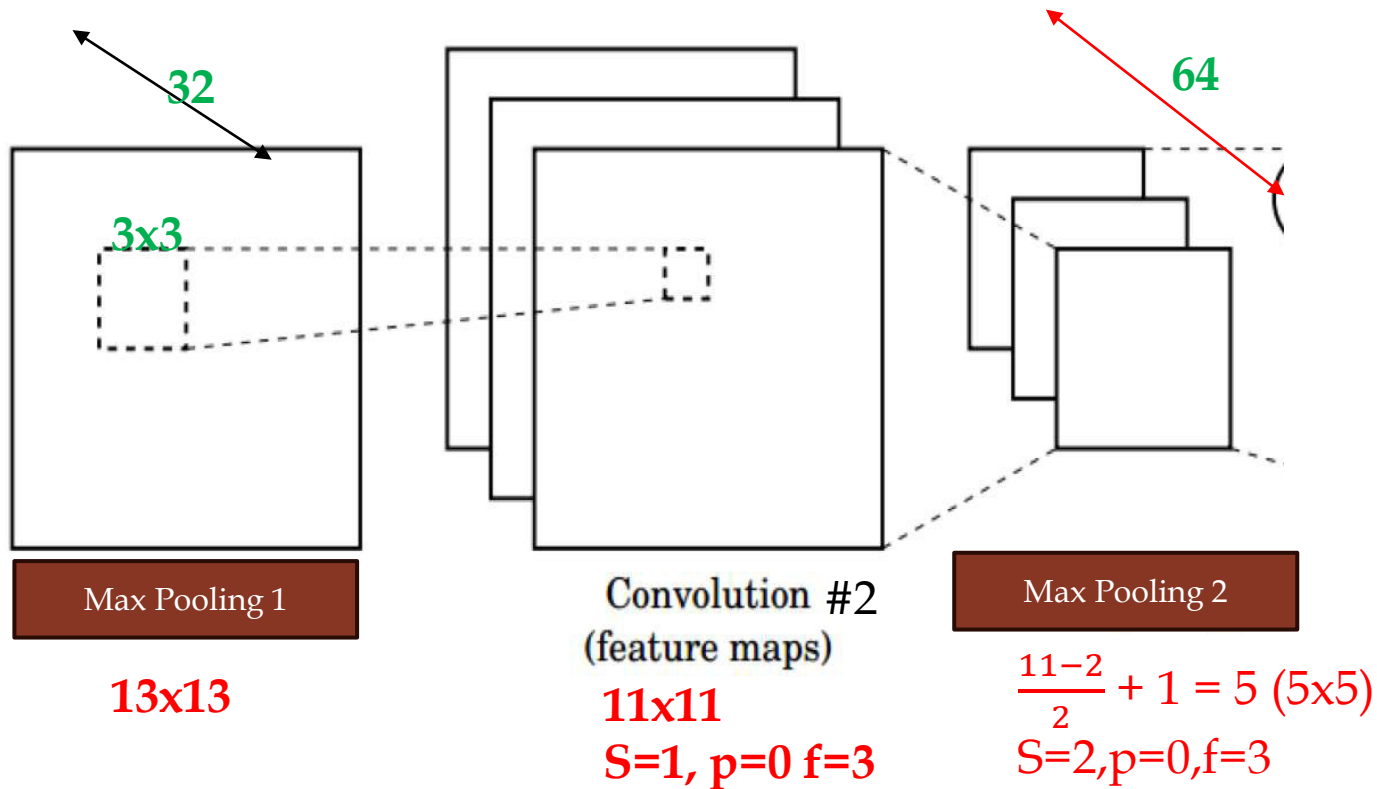 32
64
3x3
Max Pooling 1
13x13
Convolution #2
(feature maps)
11x11
S=1, p=0 f=3
Max Pooling 2
11−2/2 + 1 = 5 (5x5)
S=2,p=0,f=3